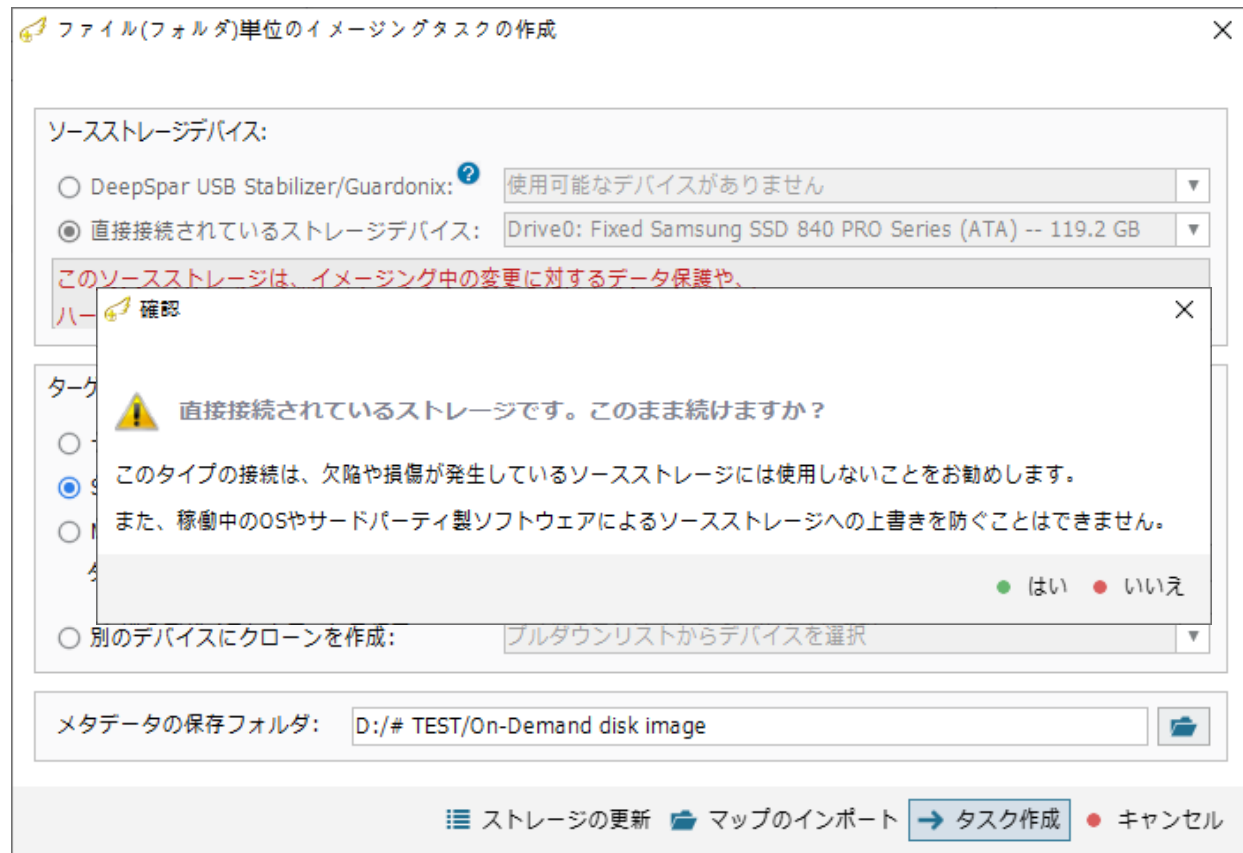 ファイル(フォルダ)単位のイメージングタスクの作成
ソースストレージデバイス:
DeepSpar USB Stabilizer/Guardonix: ? 使用可能なデバイスがありません
直接接続されているストレージデバイス: Drive0: Fixed Samsung SSD 840 PRO Series (ATA) -- 119.2 GB
このソースストレージは、イメージング中の変更に対するデータ保護や、
ハー
確認
ターゲ
直接接続されているストレージです。このまま続けますか？
このタイプの接続は、欠陥や損傷が発生しているソースストレージには使用しないことをお勧めします。
また、稼働中のOSやサードパーティ製ソフトウェアによるソースストレージへの上書きを防ぐことはできません。
はい いいえ
別のデバイスにクローンを作成: プルダウンリストからデバイスを選択
メタデータの保存フォルダ: D:/# TEST/On-Demand disk image
ストレージの更新 マップのインポート タスク作成 キャンセル